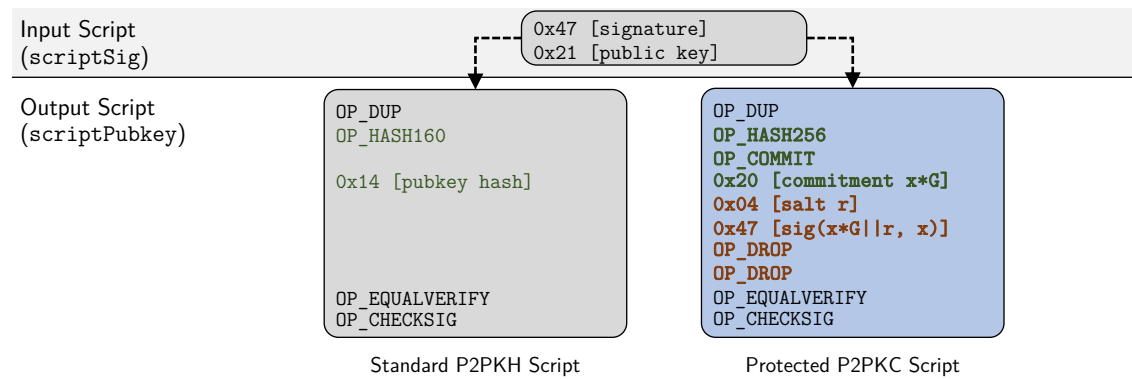 Input Script
(scriptSig)
0x47 [signature]
0x21 [public key]
Output Script
(scriptPubkey)
OP_DUP
OP_HASH160
0x14 [pubkey hash]
OP_EQUALVERIFY
OP_CHECKSIG
Standard P2PKH Script
OP_DUP
OP_HASH256
OP_COMMIT
0x20 [commitment x*G]
0x04 [salt r]
0x47 [sig(x*G||r, x)]
OP_DROP
OP_DROP
OP_EQUALVERIFY
OP_CHECKSIG
Protected P2PKC Script